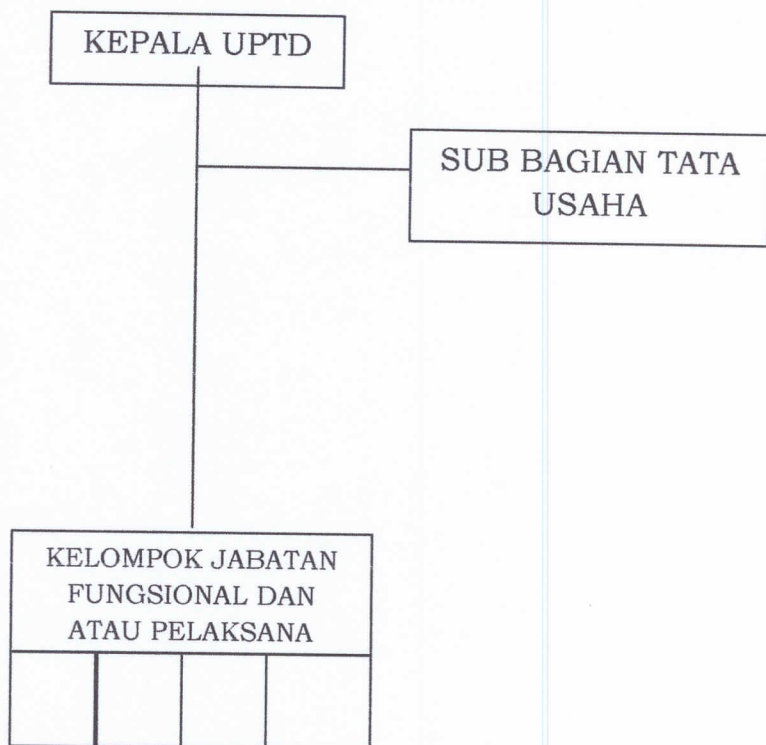 KEPALA UPTD
SUB BAGIAN TATA
USAHA
KELOMPOK JABATAN
FUNGSIONAL DAN
ATAU PELAKSANA